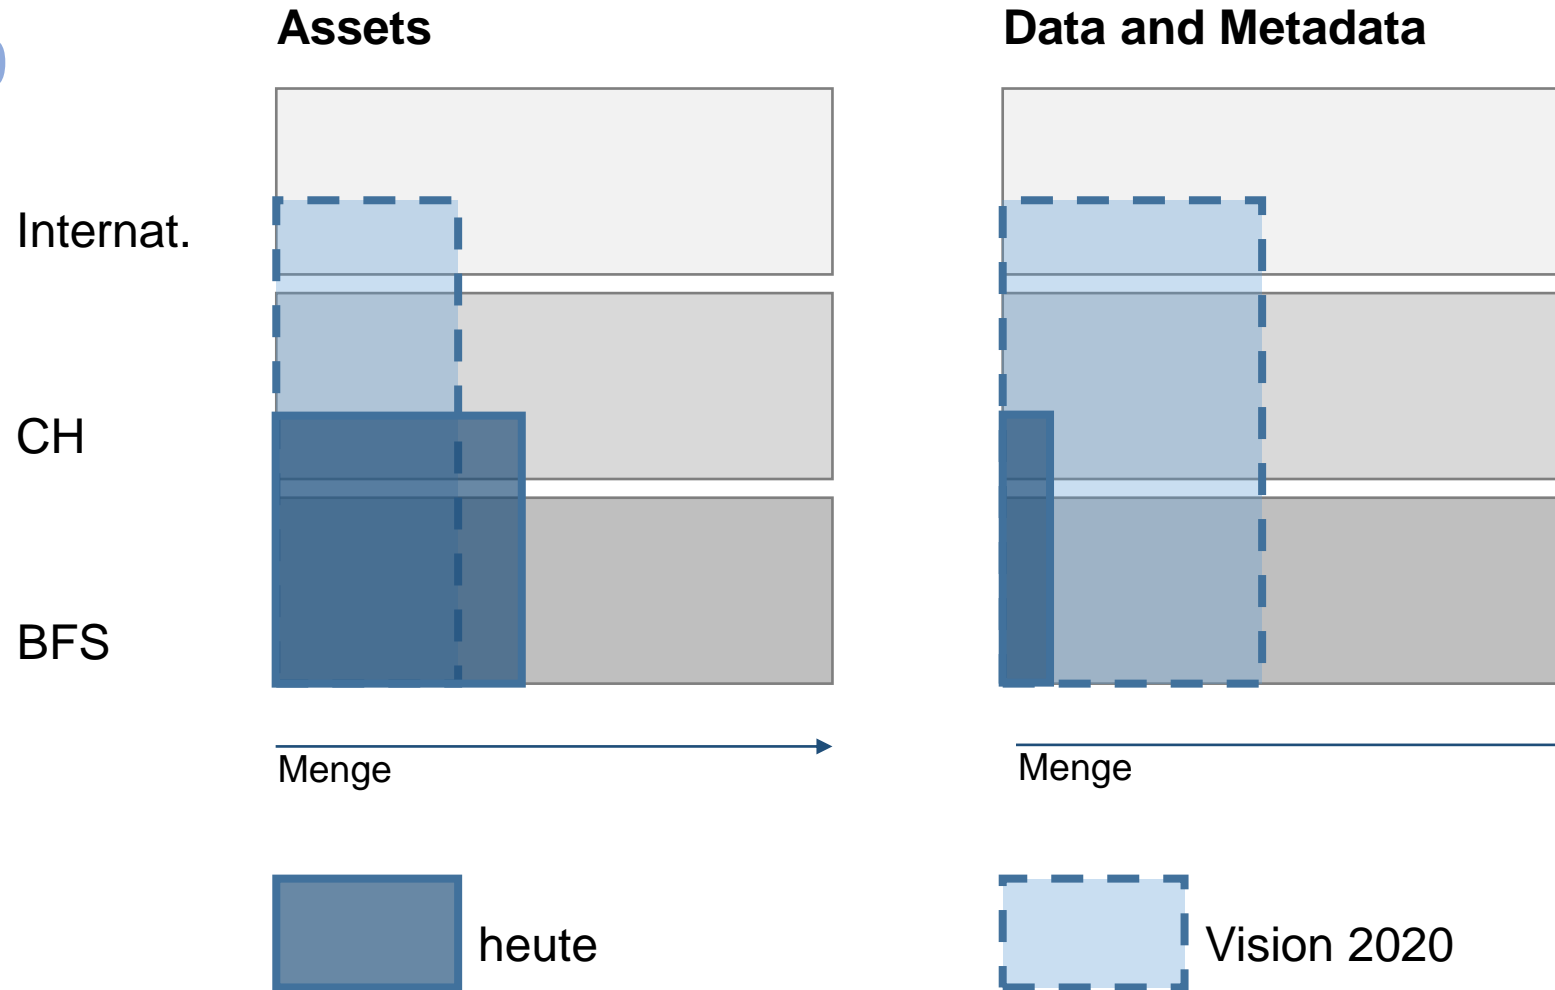 Assets
Data and Metadata
Internat.
CH
BFS
Menge
Menge
heute
Vision 2020